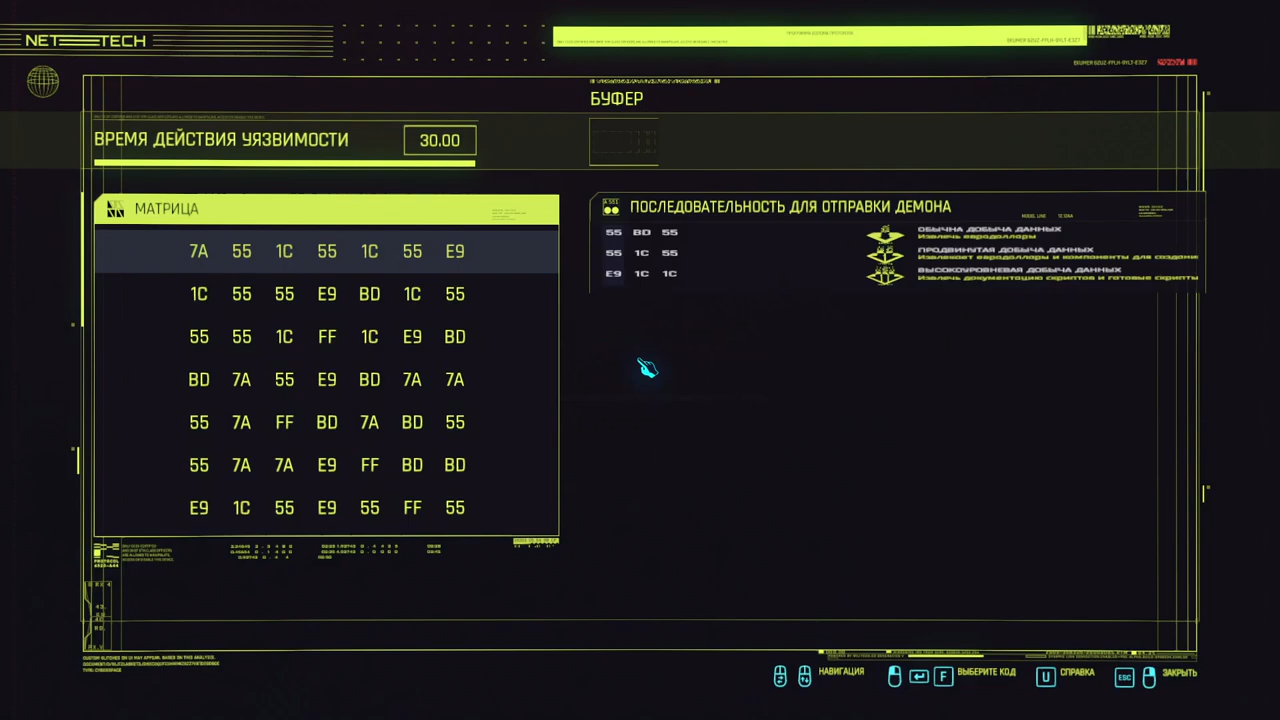 NET TECH
БУФЕР
ВРЕМЯ ДЕЙСТВИЯ УЯЗВИМОСТИ 30.00
МАТРИЦА
ПОСЛЕДОВАТЕЛЬНОСТЬ ДЛЯ ОТПРАВКИ ДЕМОНА
7A 55 1C 55 1C 55 E9
1C 55 55 E9 BD 1C 55
55 55 1C FF 1C E9 BD
BD 7A 55 E9 BD 7A 7A
55 7A FF BD 7A BD 55
55 7A 7A E9 FF BD BD
E9 1C 55 E9 55 FF 55
55 BD 55
ОБЫЧНА ДОБЫЧА ДАННЫХ
Извлечь евродоллары
55 1C 55
ПРОДВИНУТАЯ ДОБЫЧА ДАННЫХ
Извлекает евродоллары и компоненты для создани
E9 1C 1C
ВЫСОКОУРОВНЕВАЯ ДОБЫЧА ДАННЫХ
Извлечь документацию скриптов и готовые скрипты
НАВИГАЦИЯ
F ВЫБЕРИТЕ КОД
U СПРАВКА
ESC ЗАКРЫТЬ